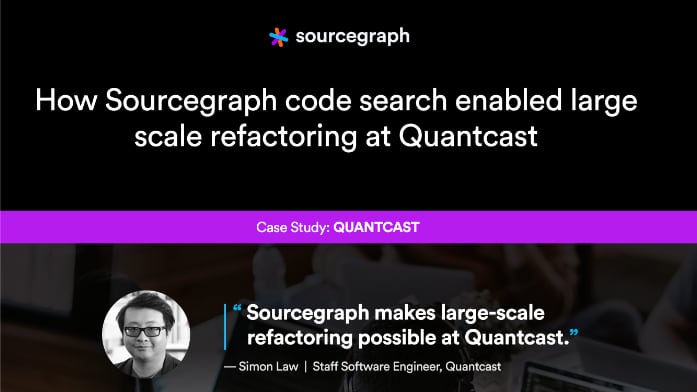 sourcegraph
How Sourcegraph code search enabled large
scale refactoring at Quantcast
Case Study: QUANTCAST
“ Sourcegraph makes large-scale
refactoring possible at Quantcast.”
— Simon Law | Staff Software Engineer, Quantcast